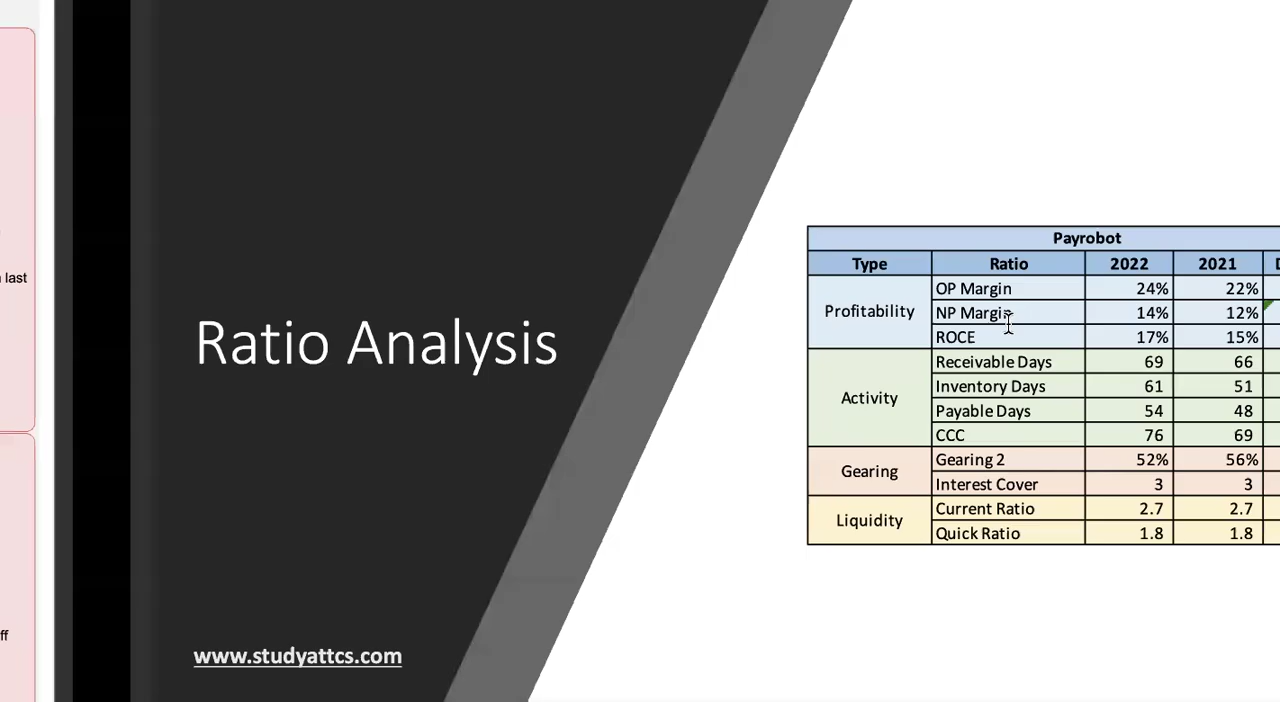 last
ff
Ratio Analysis
www.studyattcs.com
Payrobot
Type Ratio 2022 2021
Profitability
OP Margin 24% 22%
NP Margin 14% 12%
ROCE 17% 15%
Activity
Receivable Days 69 66
Inventory Days 61 51
Payable Days 54 48
CCC 76 69
Gearing
Gearing 2 52% 56%
Interest Cover 3 3
Liquidity
Current Ratio 2.7 2.7
Quick Ratio 1.8 1.8